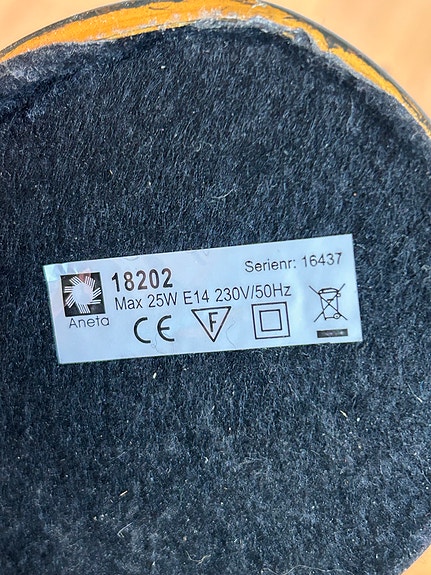 18202
Serienr: 16437
Max 25W E14 230V/50Hz
Aneta
CE F